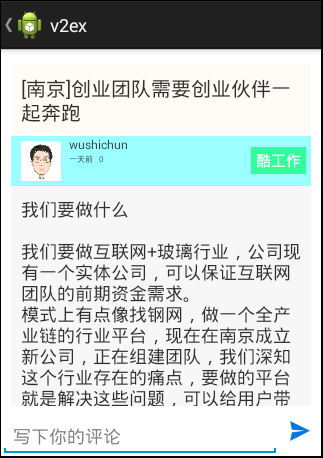 v2ex
[南京]创业团队需要创业伙伴一
起奔跑
wushichun
一天前 0
酷工作
我们要做什么
我们要做互联网+玻璃行业，公司现
有一个实体公司，可以保证互联网
团队的前期资金需求。
模式上有点像找钢网，做一个全产
业链的行业平台，现在在南京成立
新公司，正在组建团队，我们深知
这个行业存在的痛点，要做的平台
就是解决这些问题，可以给用户带
写下你的评论